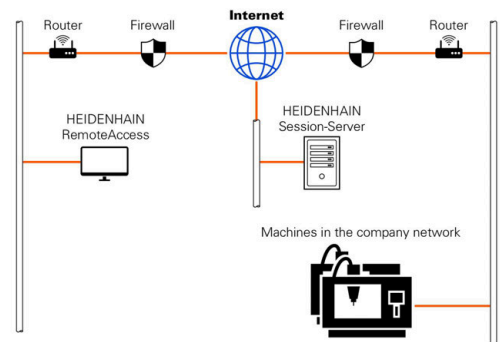 Internet
Router
Firewall
Firewall
Router
HEIDENHAIN
RemoteAccess
HEIDENHAIN
Session-Server
Machines in the company network